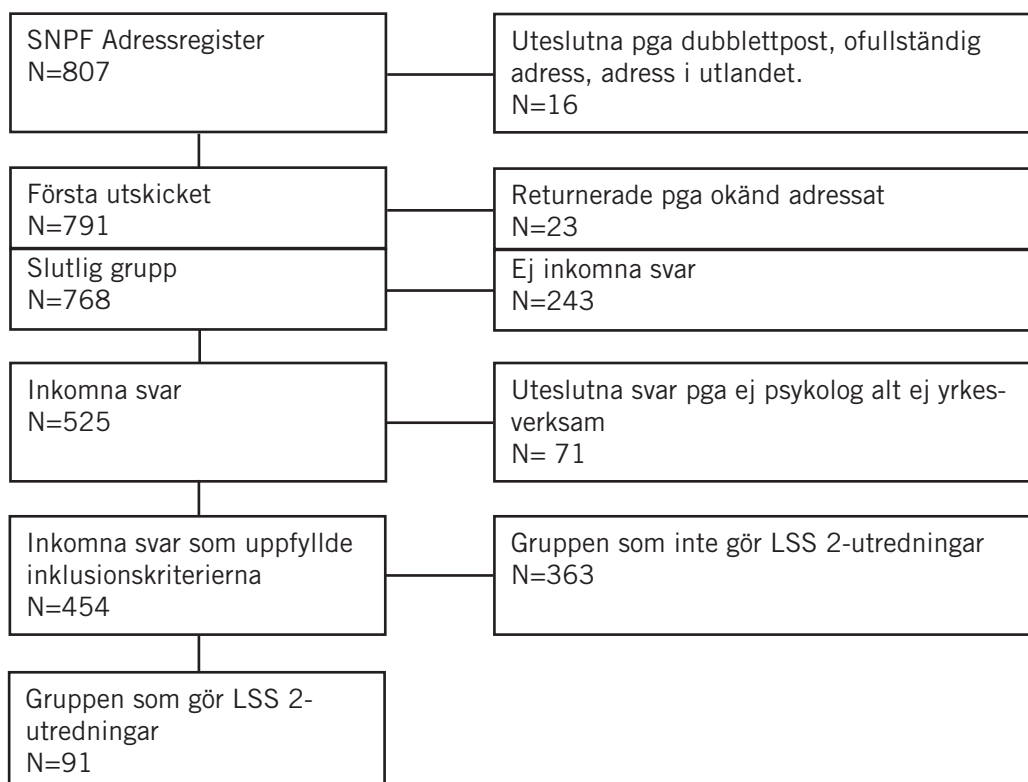 SNPF Adressregister
N=807
Uteslutna pga dubblettpost, ofullständig
adress, adress i utlandet.
N=16
Första utskicket
N=791
Returnerade pga okänd adressat
N=23
Slutlig grupp
N=768
Ej inkomna svar
N=243
Inkomna svar
N=525
Uteslutna svar pga ej psykolog alt ej yrkes-
verksam
N= 71
Inkomna svar som uppfyllde
inklusionskriterierna
N=454
Gruppen som inte gör LSS 2-utredningar
N=363
Gruppen som gör LSS 2-
utredningar
N=91